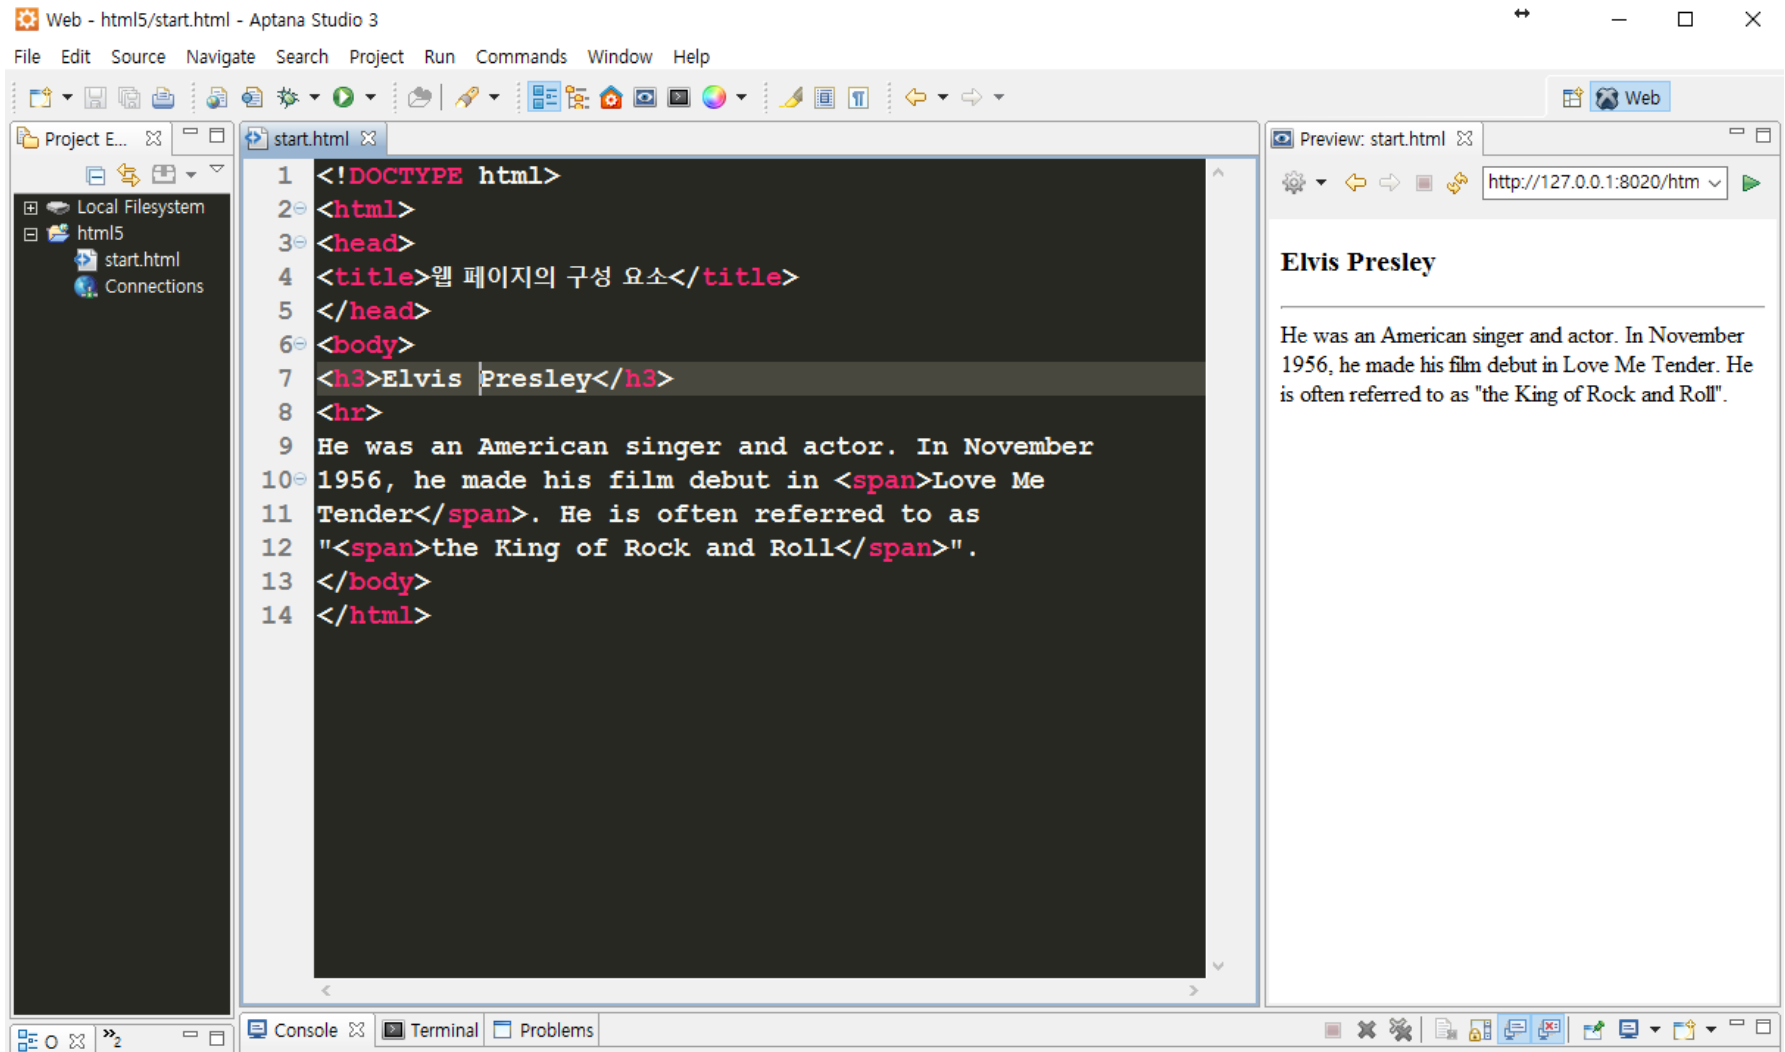 Web - html5/start.html - Aptana Studio 3
File Edit Source Navigate Search Project Run Commands Window Help
Web
Project E...
start.html
Preview: start.html
http://127.0.0.1:8020/htm
Local Filesystem
html5
start.html
Connections
1 <!DOCTYPE html>
2 <html>
3 <head>
4 <title>웹 페이지의 구성 요소</title>
5 </head>
6 <body>
7 <h3>Elvis Presley</h3>
8 <hr>
9 He was an American singer and actor. In November
10 1956, he made his film debut in <span>Love Me
11 Tender</span>. He is often referred to as
12 "<span>the King of Rock and Roll</span>".
13 </body>
14 </html>
Elvis Presley
He was an American singer and actor. In November
1956, he made his film debut in Love Me Tender. He
is often referred to as "the King of Rock and Roll".
O
»2
Console Terminal Problems